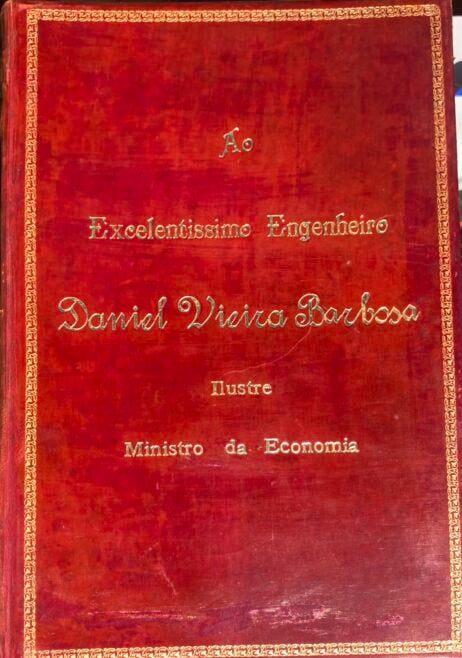 Ao
Excelentissimo Engenheiro
Daniel Vieira Barbosa
Ilustre
Ministro da Economia